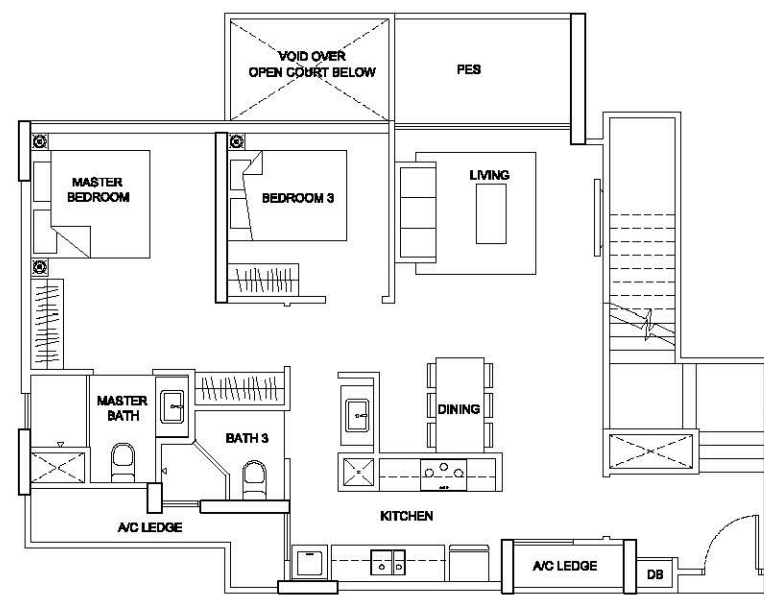 VOID OVER
OPEN COURT BELOW
PES
MASTER
BEDROOM
BEDROOM 3
LIVING
MASTER
BATH
DINING
BATH 3
KITCHEN
A/C LEDGE
A/C LEDGE
DB